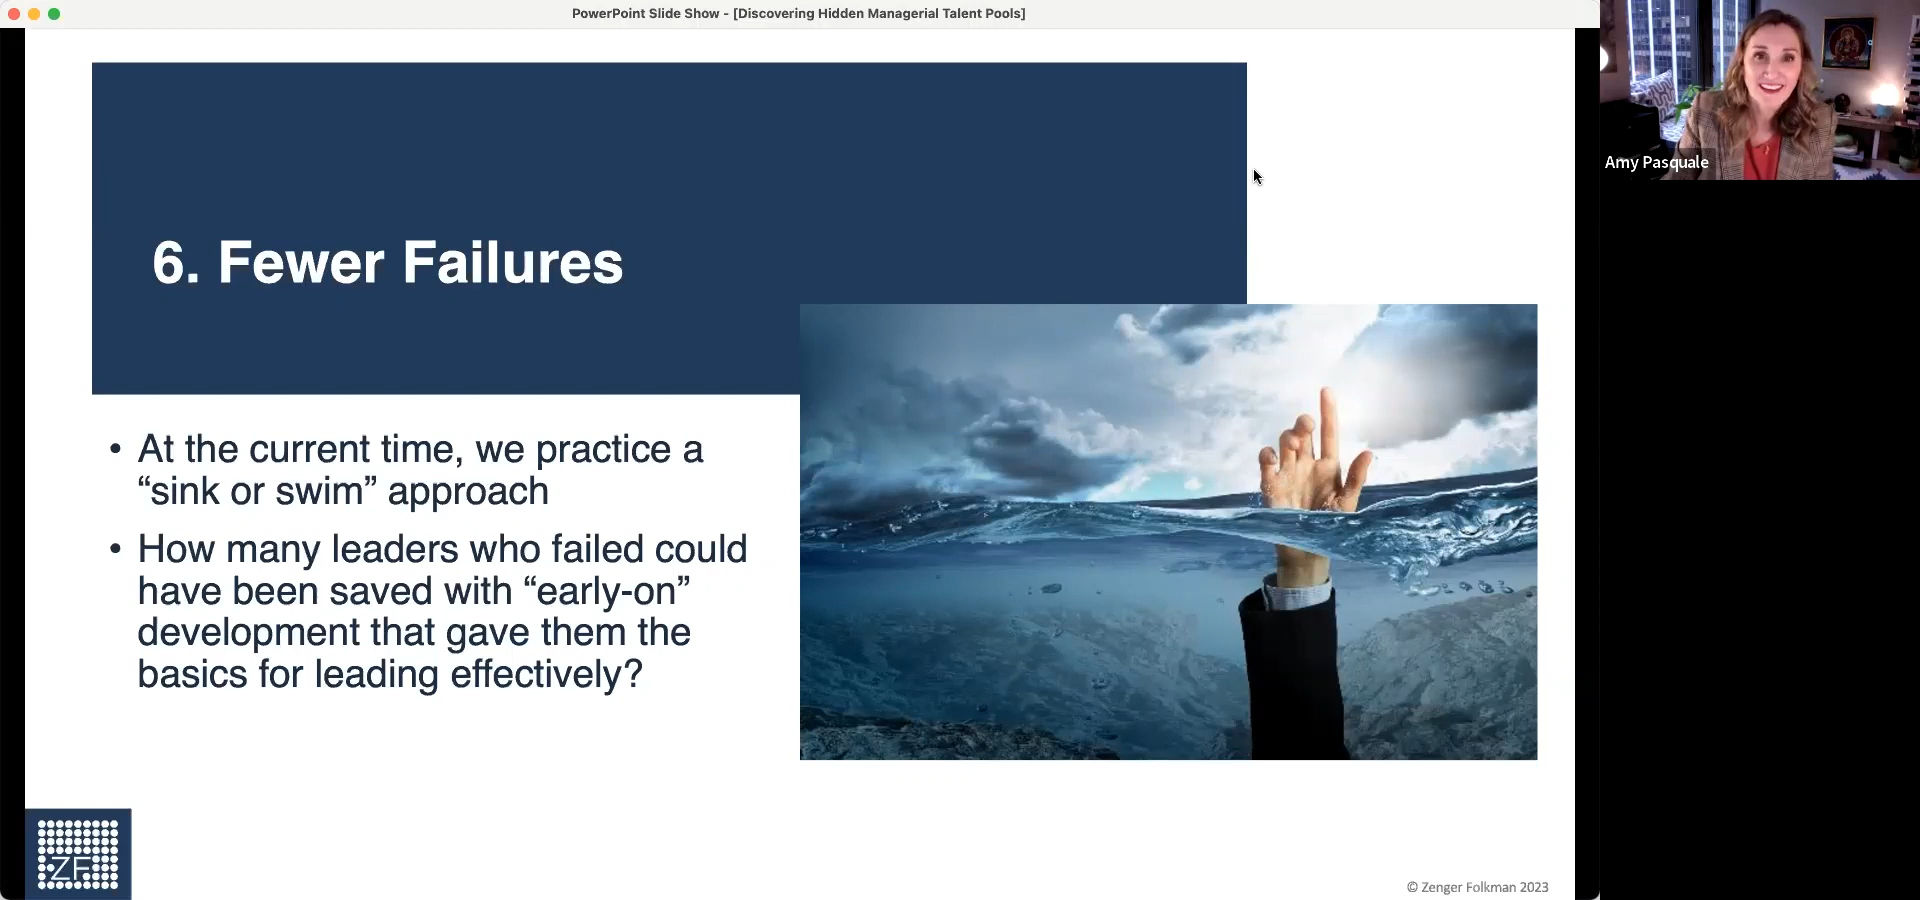 PowerPoint Slide Show - [Discovering Hidden Managerial Talent Pools]
Amy Pasquale
6. Fewer Failures
• At the current time, we practice a
“sink or swim” approach
• How many leaders who failed could
have been saved with “early-on”
development that gave them the
basics for leading effectively?
ZF
© Zenger Folkman 2023